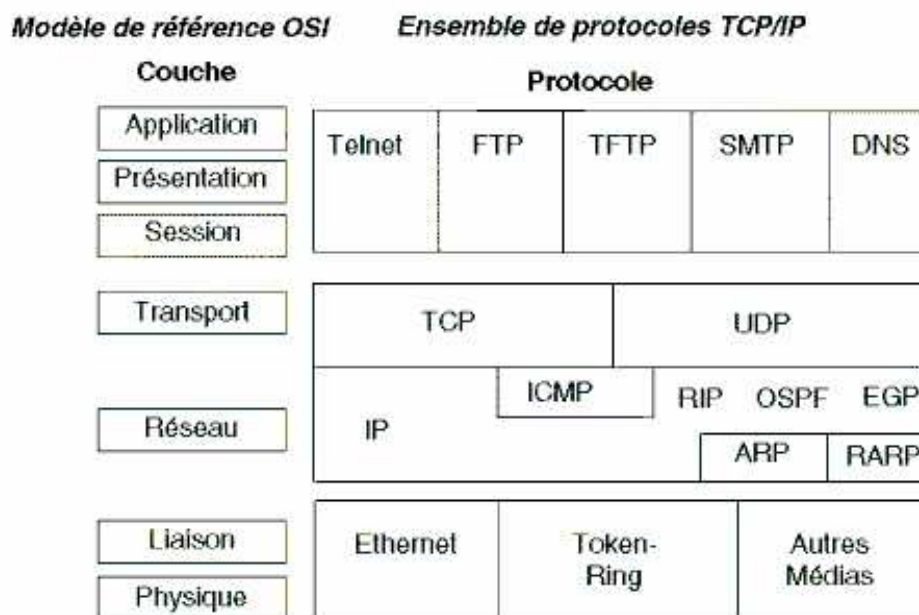 Modèle de référence OSI Ensemble de protocoles TCP/IP
Couche Protocole
Application
Présentation
Session
Telnet FTP TFTP SMTP DNS
Transport
TCP UDP
Réseau
ICMP RIP OSPF EGP
IP
ARP RARP
Liaison
Physique
Ethernet Token-
Ring
Autres
Médias